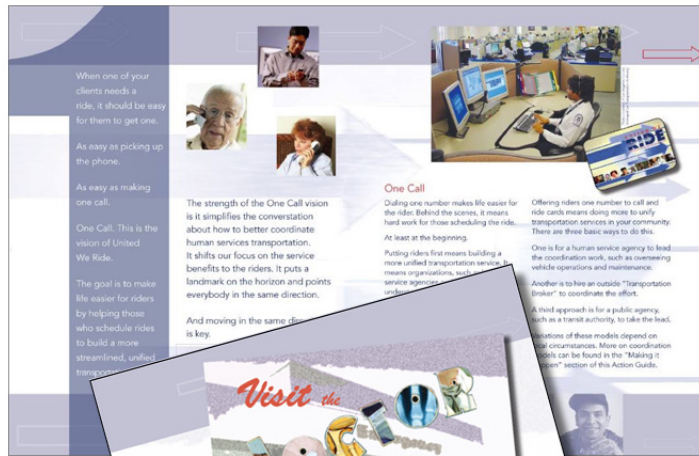 When one of your
clients needs a
ride, it should be easy
for them to get one.
As easy as picking up
the phone.
As easy as making
one call.
One Call. This is the
vision of United
We Ride.
The goal is to make
life easier for riders
by helping those
who schedule rides
to build a more
streamlined, unified
The strength of the One Call vision
is it simplifies the converstation
about how to better coordinate
human services transportation.
It shifts our focus on the service
benefits to the riders. It puts a
landmark on the horizon and points
everybody in the same direction.
And moving in the same
is key.
One Call
Dialing one number makes life easier for
the rider. Behind the scenes, it means
hard work for those scheduling the ride.
At least at the beginning.
Putting riders first means building a
more unified transportation service. It
means organizations, such
service agencies
Offering riders one number to call and
ride cards means doing more to unify
transportation services in your community.
There are three basic ways to do this.
One is for a human service agency to lead
the coordination work, such as overseeing
vehicle operations and maintenance.
Another is to hire an outside "Transportation
Broker" to coordinate the effort.
A third approach is for a public agency,
such as a transit authority, to take the lead.
Variations of these models depend on
local circumstances. More on coordination
models can be found in the "Making it
section of this Action Guide.
RIDE
Visit the
Emergency